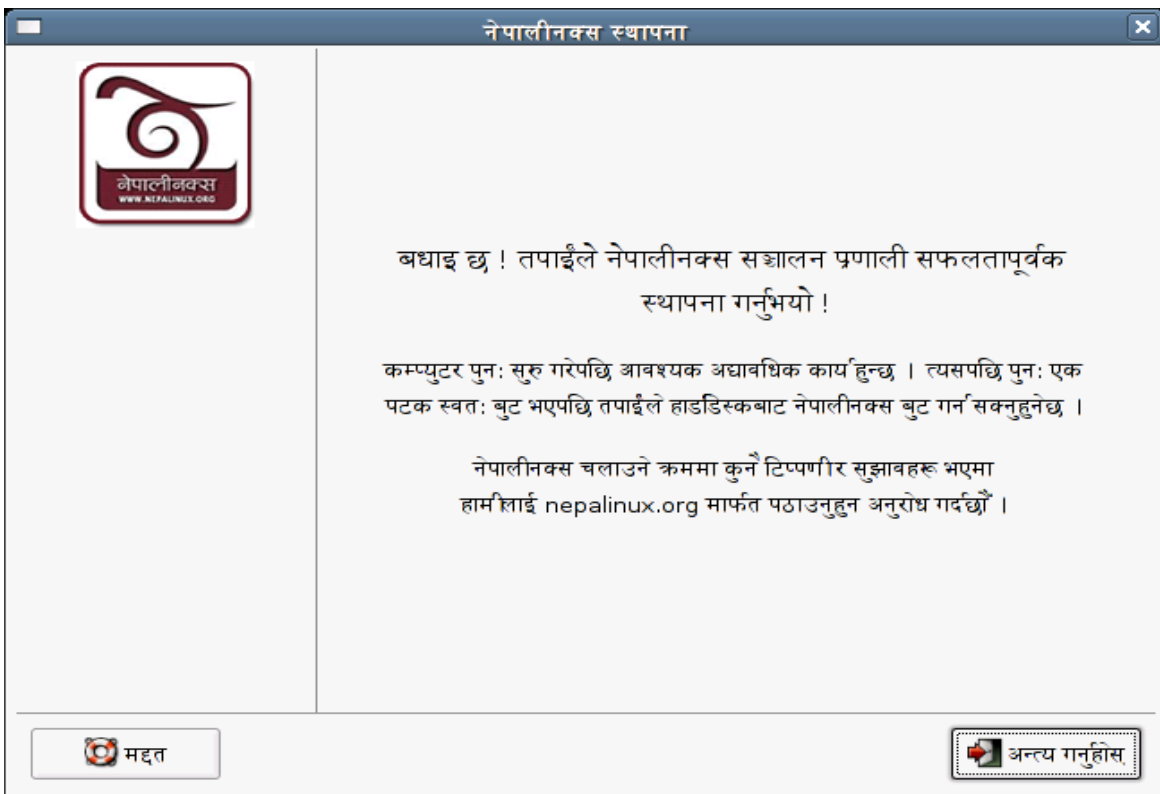 नेपालीनक्स स्थापना
नेपालीनक्स
WWW.NEPALINUX.ORG
बधाइ छ ! तपाईंले नेपालीनक्स सञ्चालन प्रणाली सफलतापूर्वक
स्थापना गर्नुभयो !
कम्प्युटर पुन: सुरु गरेपछि आवश्यक अद्यावधिक कार्य हुन्छ । त्यसपछि पुन: एक
पटक स्वत: बुट भएपछि तपाईंले हार्डडिस्कबाट नेपालीनक्स बुट गर्न सक्नुहुनेछ ।
नेपालीनक्स चलाउने क्रममा कुनै टिप्पणी र सुझावहरू भएमा
हामीलाई nepalinux.org मार्फत पठाउनुहुन अनुरोध गर्दछौँ ।
मद्दत
अन्त्य गर्नुहोस्